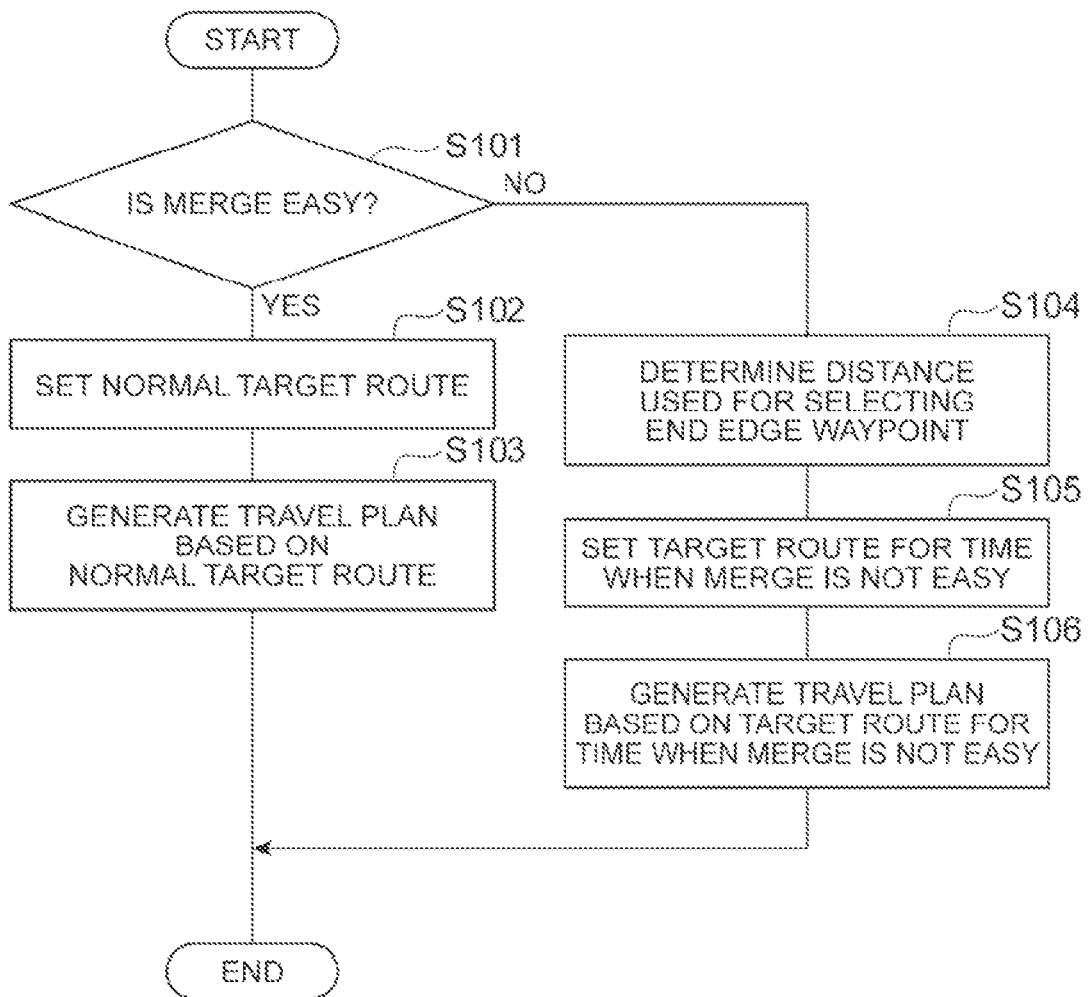 START
S101
IS MERGE EASY?
NO
YES
S102
SET NORMAL TARGET ROUTE
S103
GENERATE TRAVEL PLAN
BASED ON
NORMAL TARGET ROUTE
S104
DETERMINE DISTANCE
USED FOR SELECTING
END EDGE WAYPOINT
S105
SET TARGET ROUTE FOR TIME
WHEN MERGE IS NOT EASY
S106
GENERATE TRAVEL PLAN
BASED ON TARGET ROUTE FOR
TIME WHEN MERGE IS NOT EASY
END